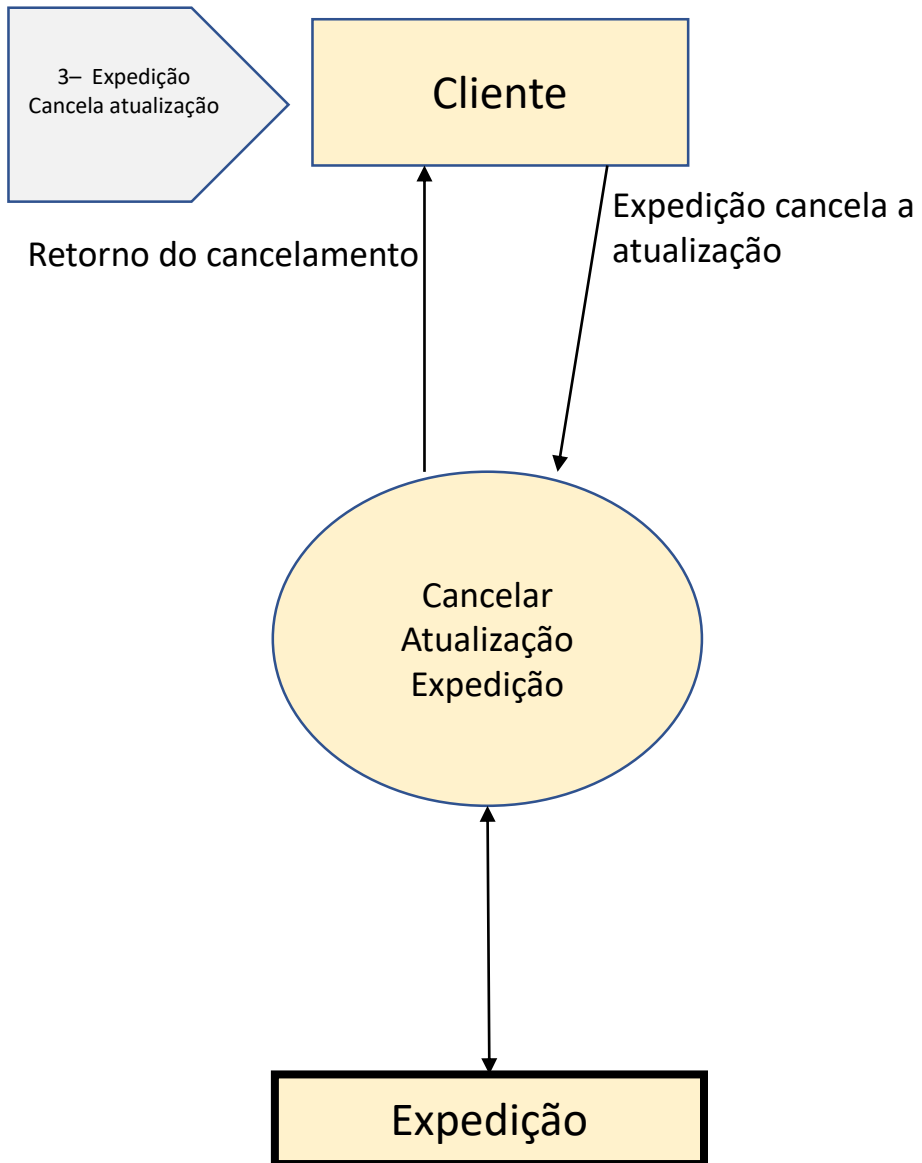 3– Expedição
Cancela atualização
Cliente
Expedição cancela a
atualização
Retorno do cancelamento
Cancelar
Atualização
Expedição
Expedição